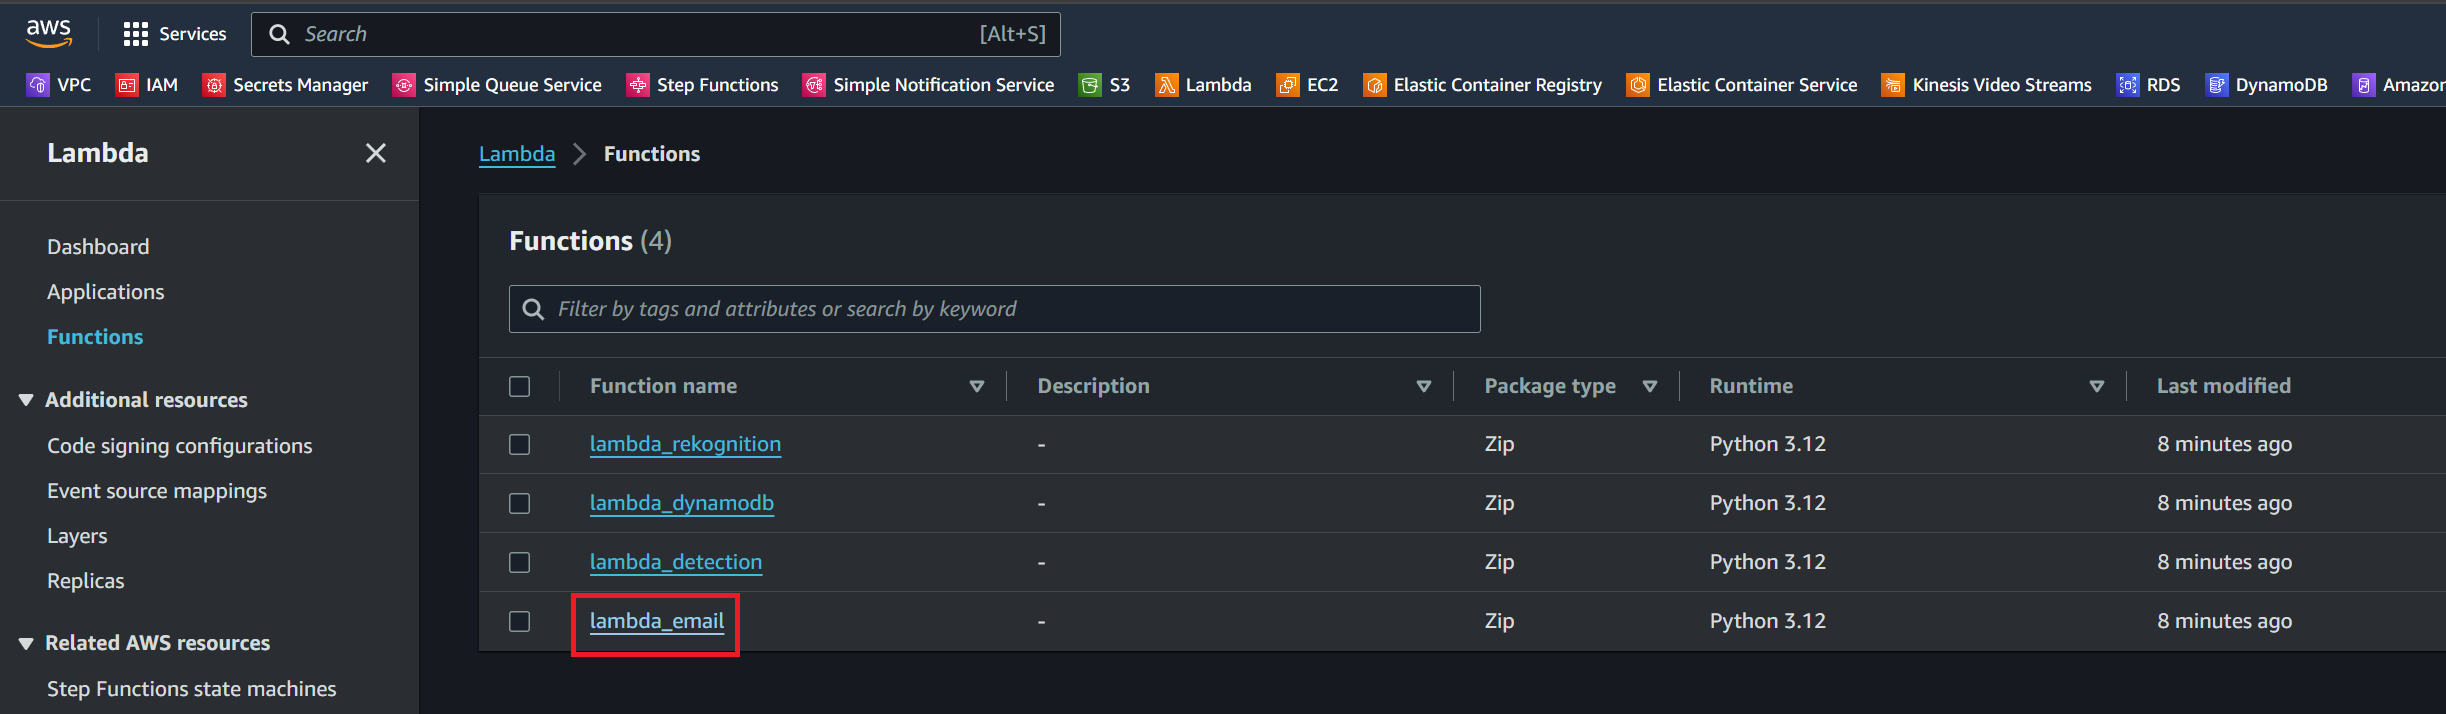 aws Services Search [Alt+S]
VPC IAM Secrets Manager Simple Queue Service Step Functions Simple Notification Service S3 Lambda EC2 Elastic Container Registry Elastic Container Service Kinesis Video Streams RDS DynamoDB Amazon
Lambda
Dashboard
Applications
Functions
Additional resources
Code signing configurations
Event source mappings
Layers
Replicas
Related AWS resources
Step Functions state machines
Lambda Functions
Functions (4)
Filter by tags and attributes or search by keyword
Function name Description Package type Runtime Last modified
lambda_rekognition - Zip Python 3.12 8 minutes ago
lambda_dynamodb - Zip Python 3.12 8 minutes ago
lambda_detection - Zip Python 3.12 8 minutes ago
lambda_email - Zip Python 3.12 8 minutes ago